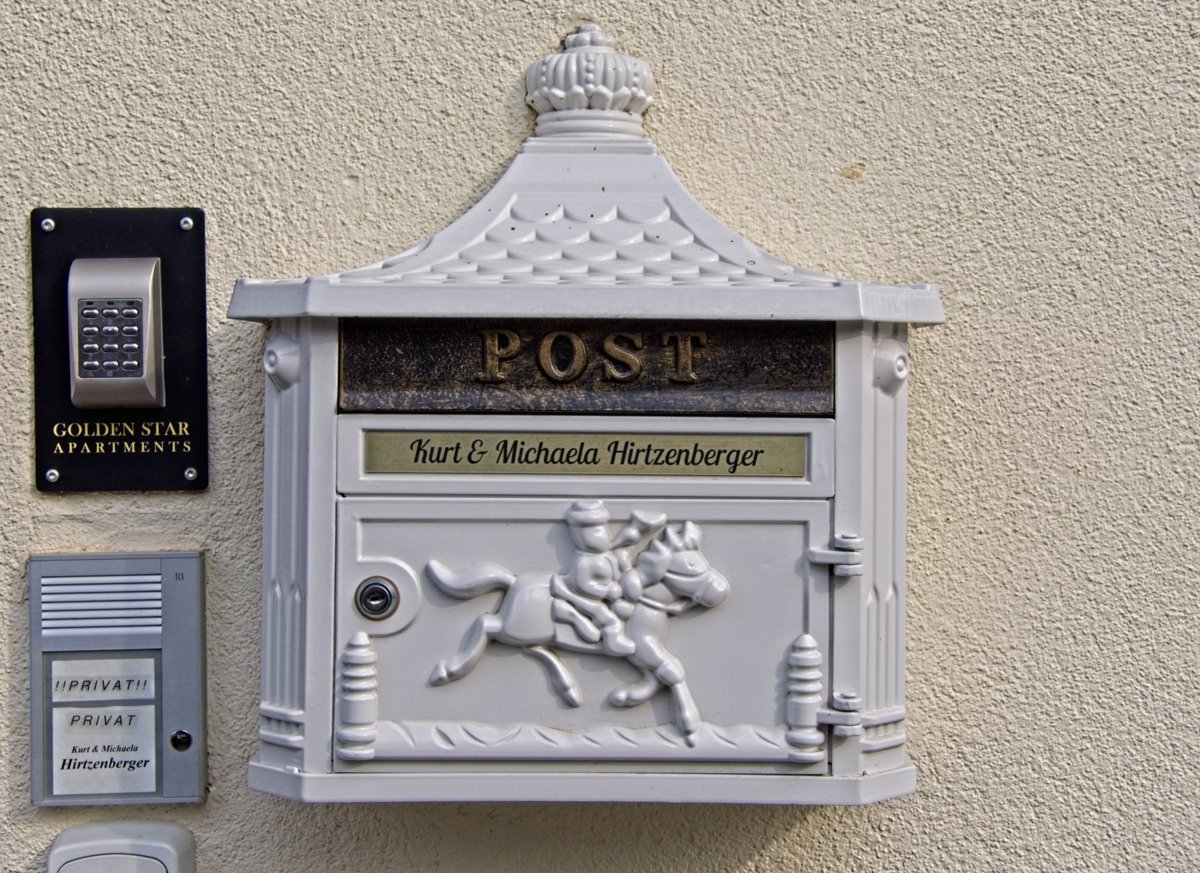 POST
Kurt & Michaela Hirtzenberger
GOLDEN STAR
APARTMENTS
!!PRIVAT!!
PRIVAT
Kurt & Michaela
Hirtzenberger